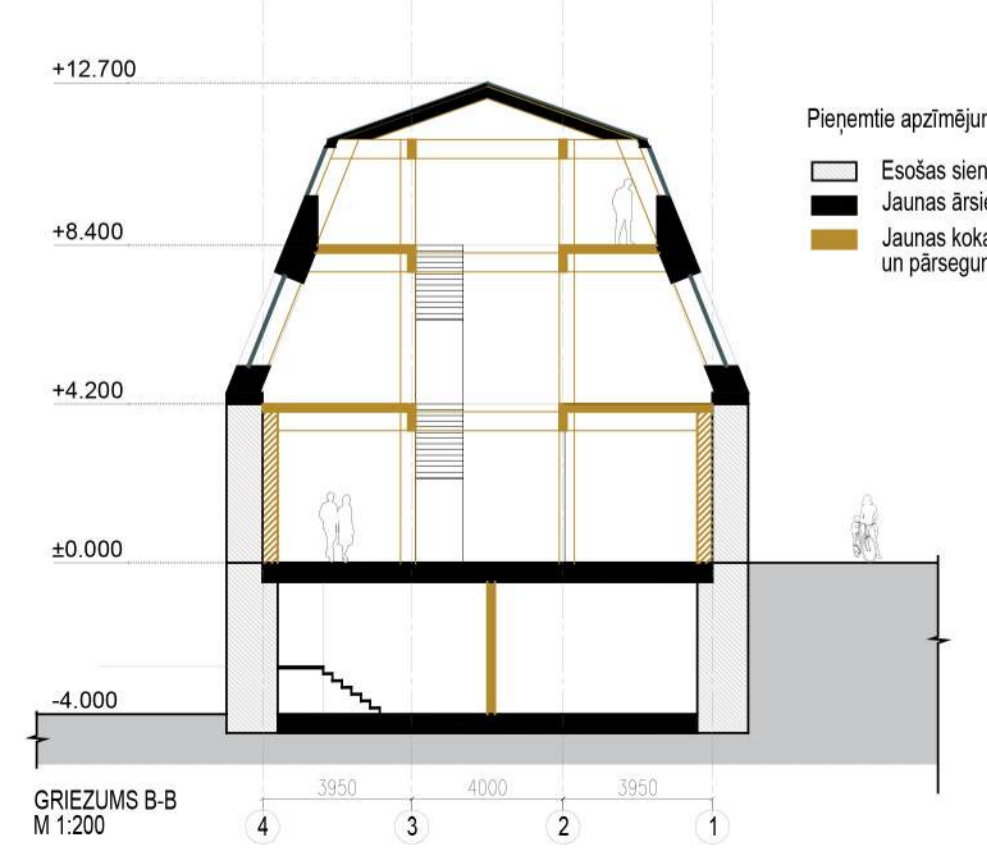 +12.700
Pieņemtie apzīmējum
Esošas sien
Jaunas ārsie
+8.400
Jaunas koka
un pārsegum
+4.200
±0.000
-4.000
3950 4000 3950
GRIEZUMS B-B
M 1:200
4 3 2 1